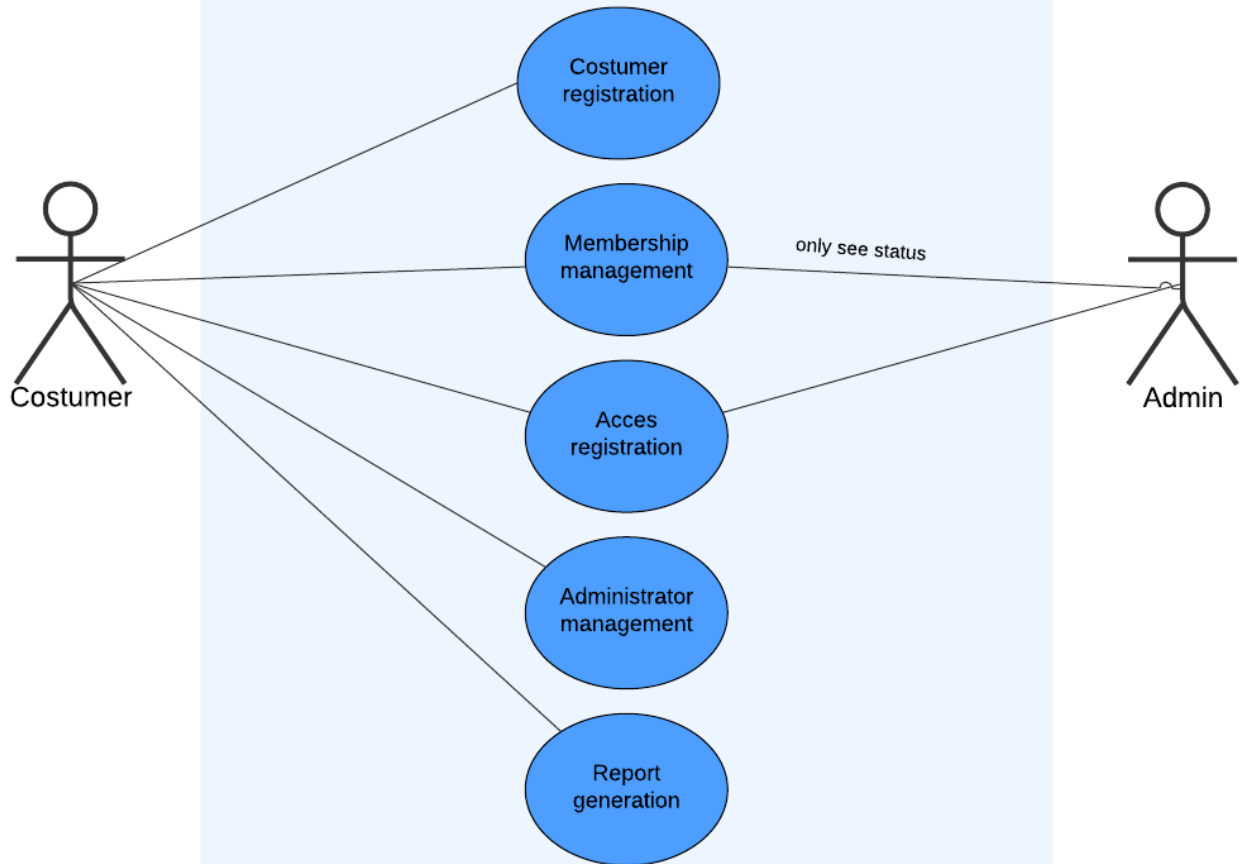 Costumer
registration
Membership
management
only see status
Costumer
Admin
Acces
registration
Administrator
management
Report
generation